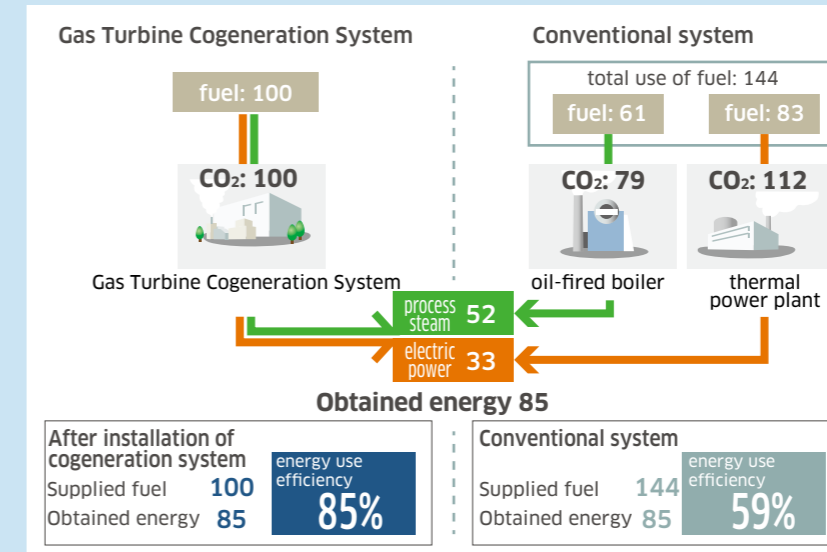 Gas Turbine Cogeneration System
Conventional system
total use of fuel: 144
fuel: 100
fuel: 61
fuel: 83
CO₂: 100
CO₂: 79
CO₂: 112
Gas Turbine Cogeneration System
oil-fired boiler
thermal
power plant
process
steam 52
electric
power 33
Obtained energy 85
After installation of
cogeneration system
Supplied fuel 100
Obtained energy 85
energy use
efficiency
85%
Conventional system
Supplied fuel 144
Obtained energy 85
energy use
efficiency
59%